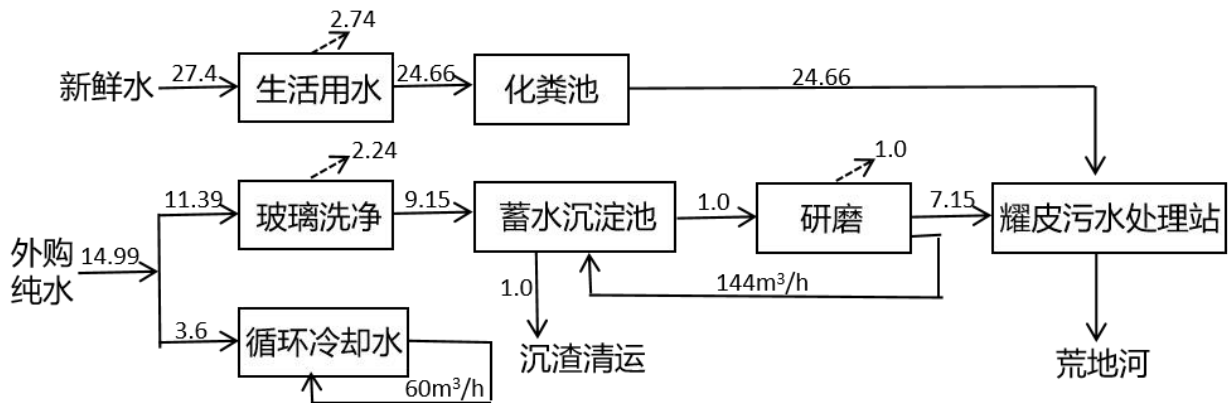 2.74
新鲜水
27.4
生活用水
24.66
化粪池
24.66
2.24
1.0
11.39
玻璃洗净
9.15
蓄水沉淀池
1.0
研磨
7.15
耀皮污水处理站
外购
纯水
14.99
144m³/h
1.0
3.6
循环冷却水
沉渣清运
荒地河
60m³/h